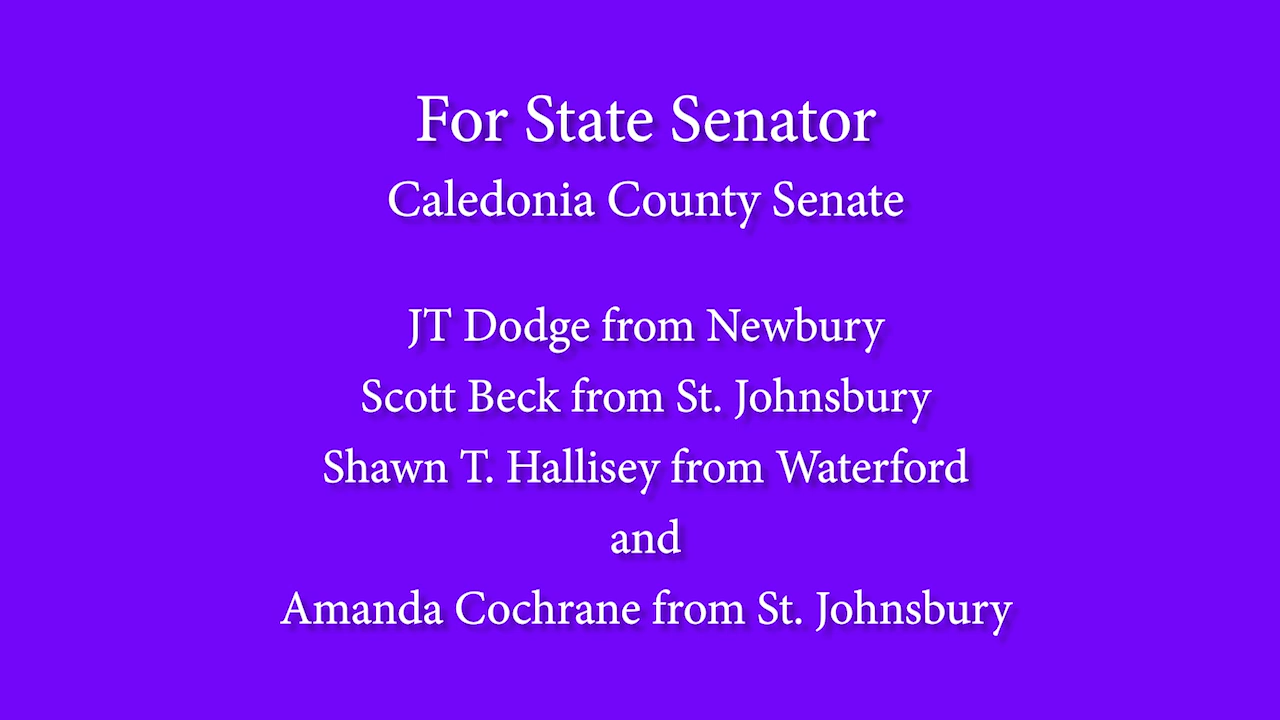 For State Senator
Caledonia County Senate
JT Dodge from Newbury
Scott Beck from St. Johnsbury
Shawn T. Hallisey from Waterford
and
Amanda Cochrane from St. Johnsbury